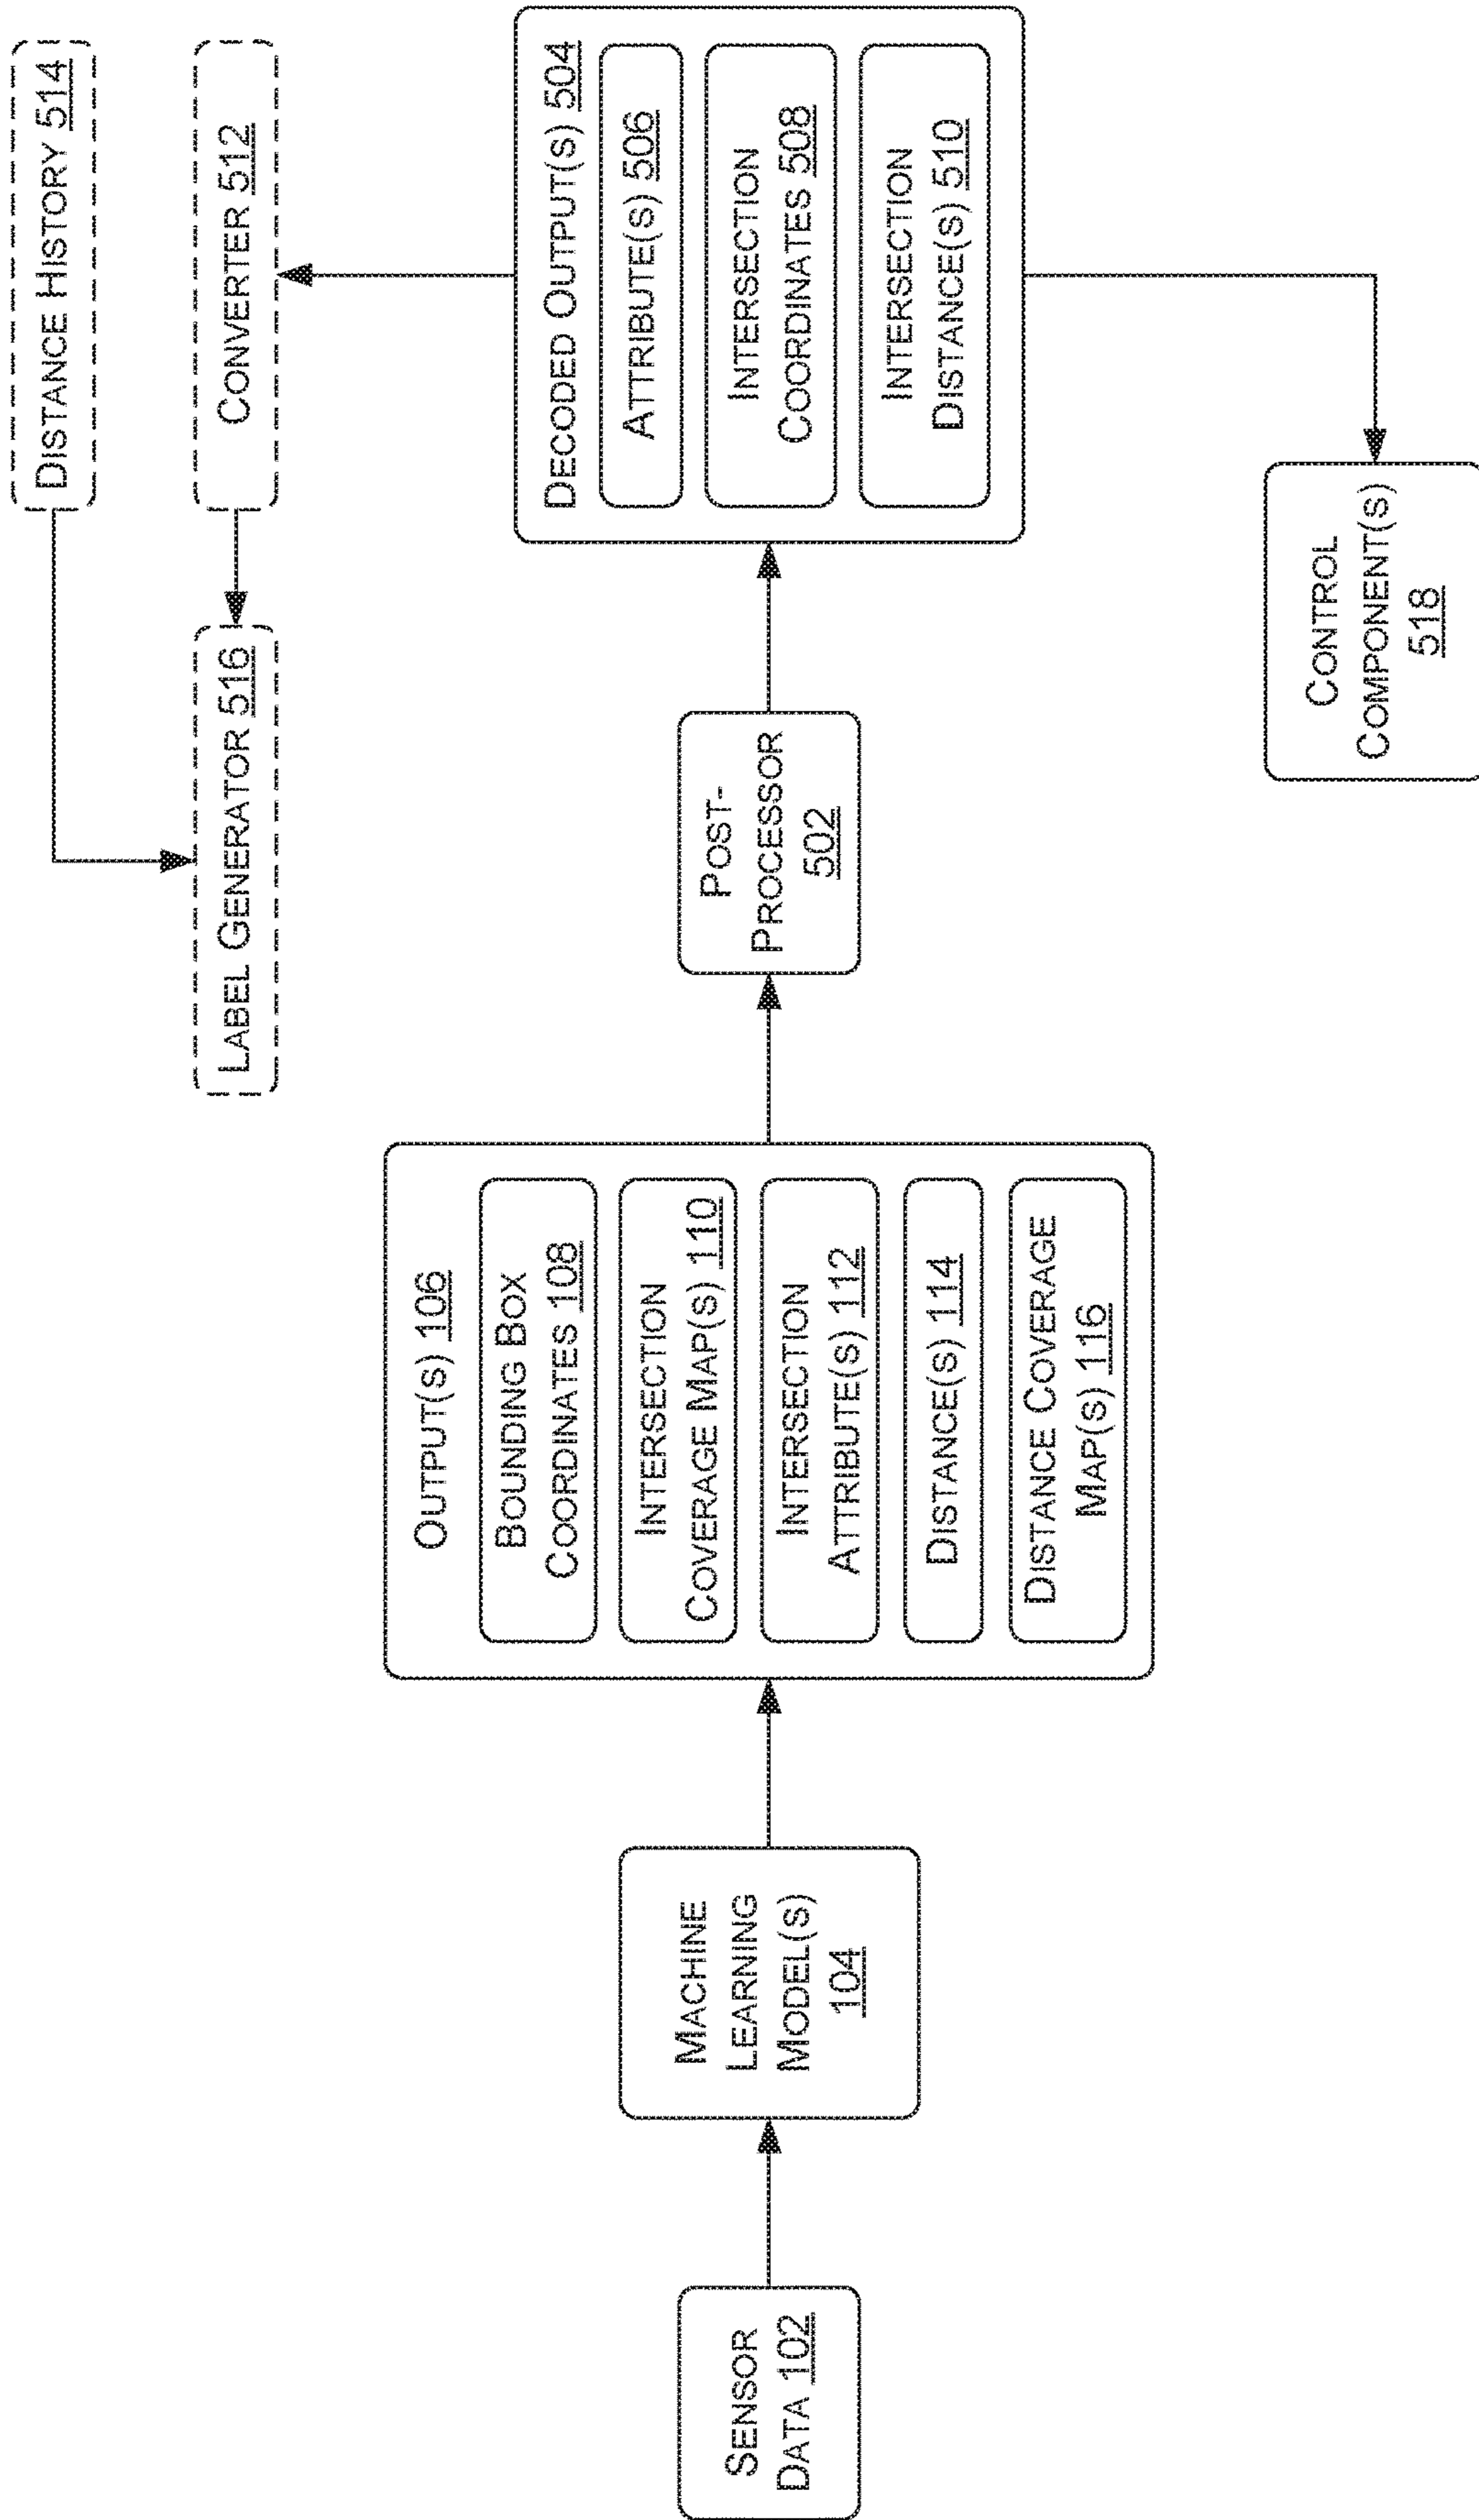 SENSOR
DATA 102
MACHINE
LEARNING
MODEL(S)
104
OUTPUT(S) 106
BOUNDING BOX
COORDINATES 108
INTERSECTION
COVERAGE MAP(S) 110
INTERSECTION
ATTRIBUTE(S) 112
DISTANCE(S) 114
DISTANCE COVERAGE
MAP(S) 116
POST-
PROCESSOR
502
DECODED OUTPUT(S) 504
ATTRIBUTE(S) 506
INTERSECTION
COORDINATES 508
INTERSECTION
DISTANCE(S) 510
DISTANCE HISTORY 514
CONVERTER 512
LABEL GENERATOR 516
CONTROL
COMPONENT(S)
518